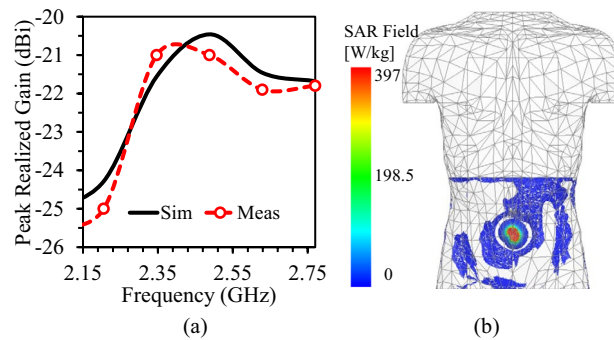 Peak Realized Gain (dBi)
-20
-21
-22
-23
-24
-25
-26
Sim
Meas
2.15
2.35
2.55
2.75
Frequency (GHz)
(a)
SAR Field
[W/kg]
397
198.5
0
(b)